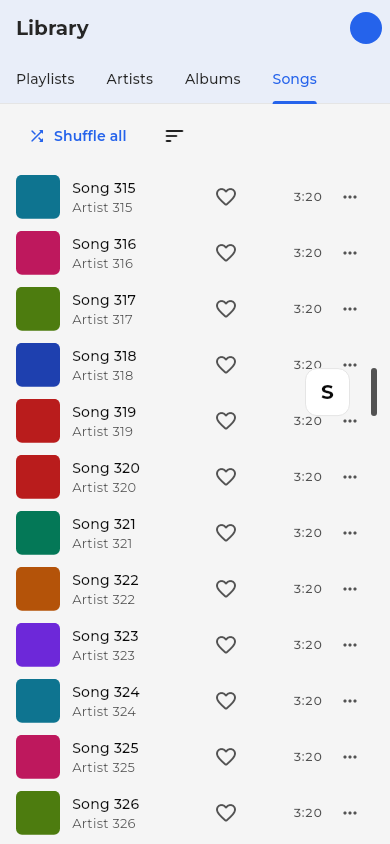 Library
Playlists Artists Albums Songs
Shuffle all
Song 315
Artist 315
3:20
Song 316
Artist 316
3:20
Song 317
Artist 317
3:20
Song 318
Artist 318
3:20
S
Song 319
Artist 319
3:20
Song 320
Artist 320
3:20
Song 321
Artist 321
3:20
Song 322
Artist 322
3:20
Song 323
Artist 323
3:20
Song 324
Artist 324
3:20
Song 325
Artist 325
3:20
Song 326
Artist 326
3:20